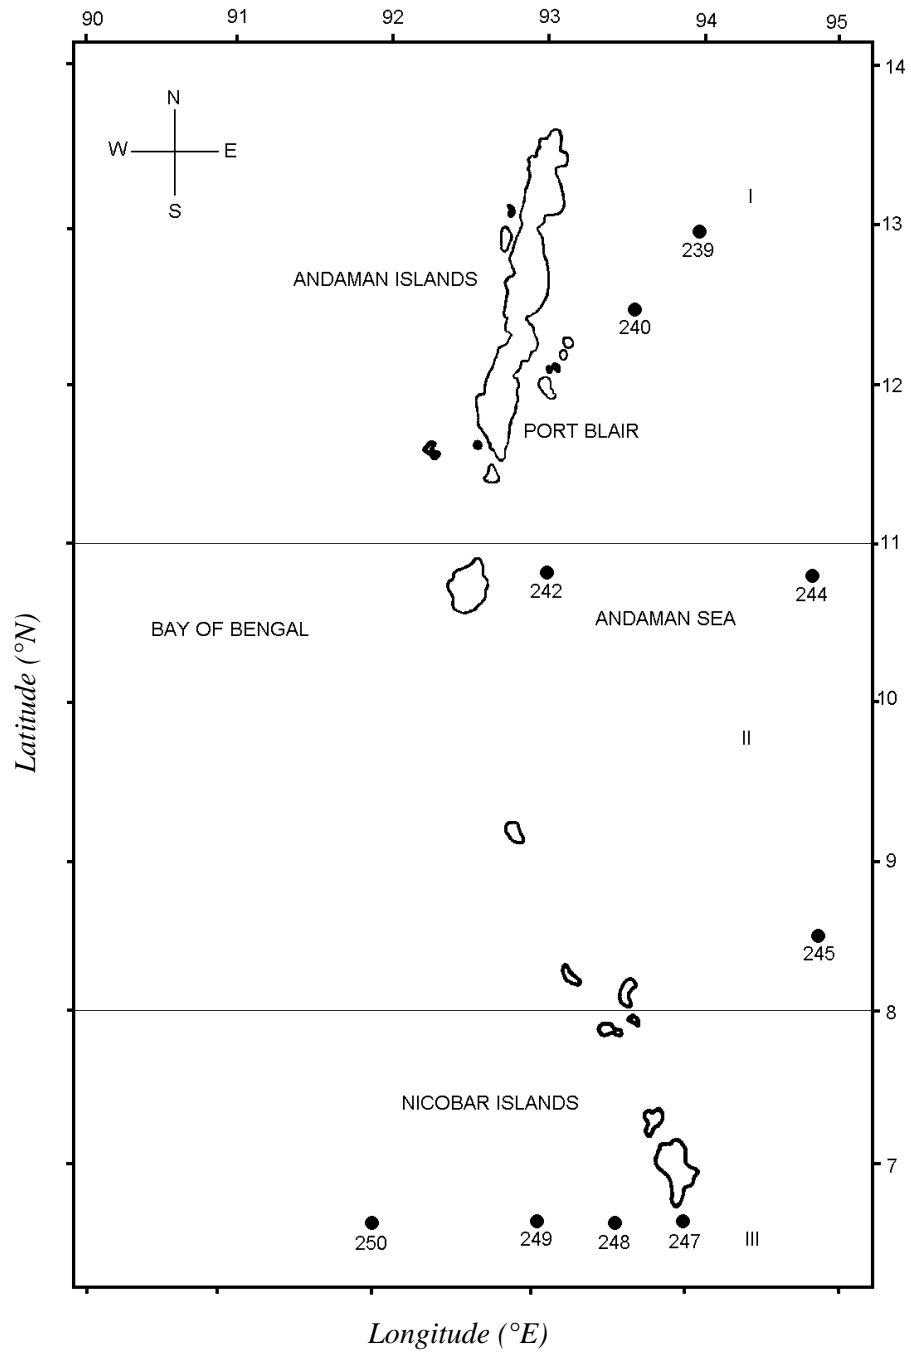 90 91 92 93 94 95
14
N
W E
S
I
13
239
ANDAMAN ISLANDS
240
12
PORT BLAIR
11
242
244
ANDAMAN SEA
BAY OF BENGAL
Latitude (°N)
10
II
9
245
8
NICOBAR ISLANDS
7
250 249 248 247 III
Longitude (°E)